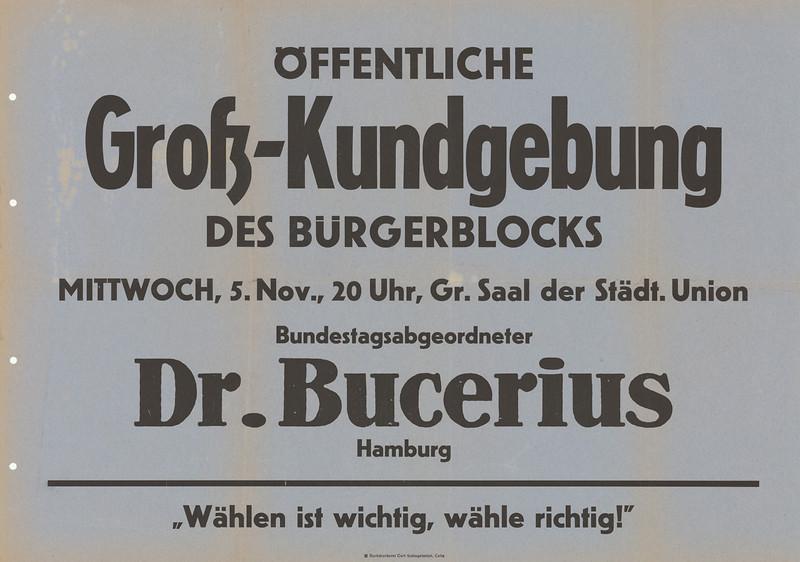 ÖFFENTLICHE
Groß-Kundgebung
DES BÜRGERBLOCKS
MITTWOCH, 5. Nov., 20 Uhr, Gr. Saal der Städt. Union
Bundestagsabgeordneter
Dr. Bucerius
Hamburg
„Wählen ist wichtig, wähle richtig!”
Celle